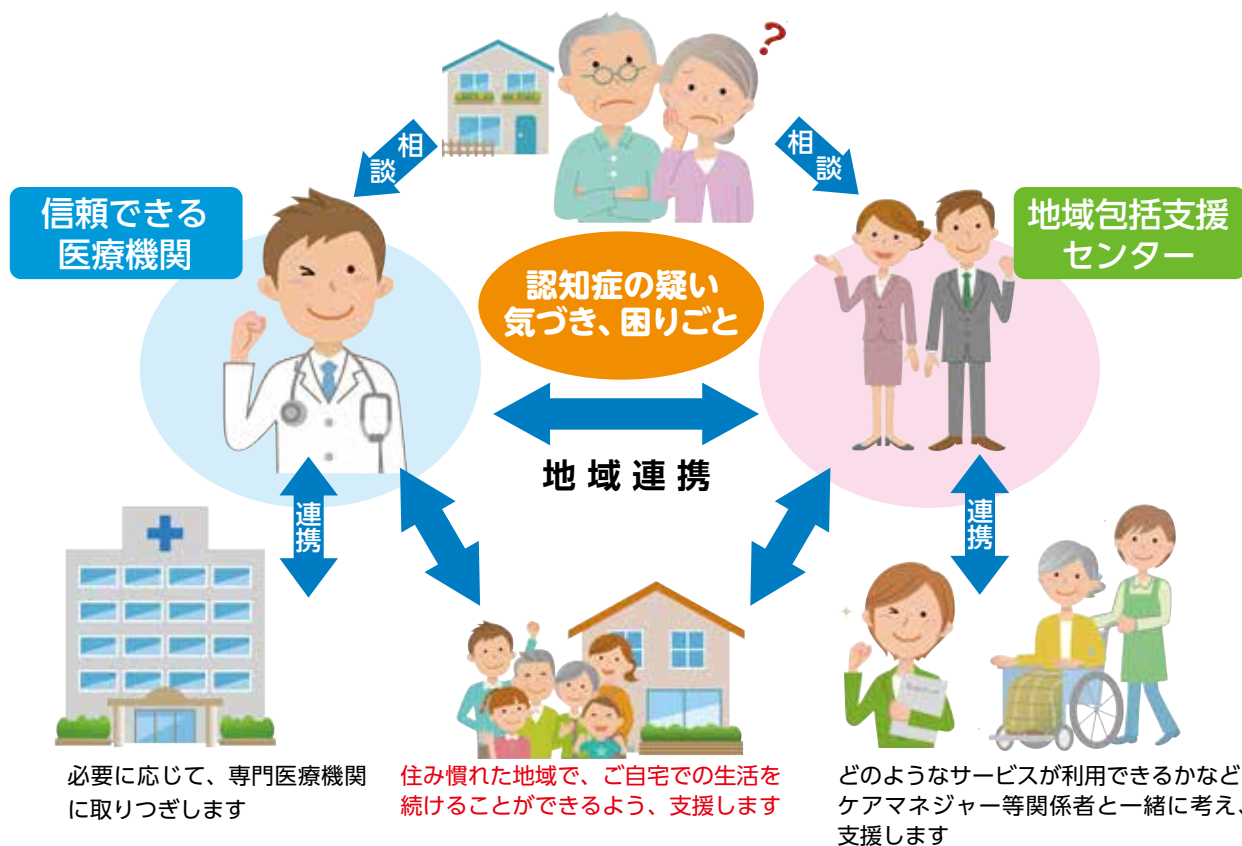 ?
相談
相談
信頼できる
医療機関
地域包括支援
センター
認知症の疑い
気づき、困りごと
地域連携
連携
連携
必要に応じて、専門医療機関
に取りつぎします
住み慣れた地域で、ご自宅での生活を
続けることができるよう、支援します
どのようなサービスが利用できるかなど
ケアマネジャー等関係者と一緒に考え、
支援します